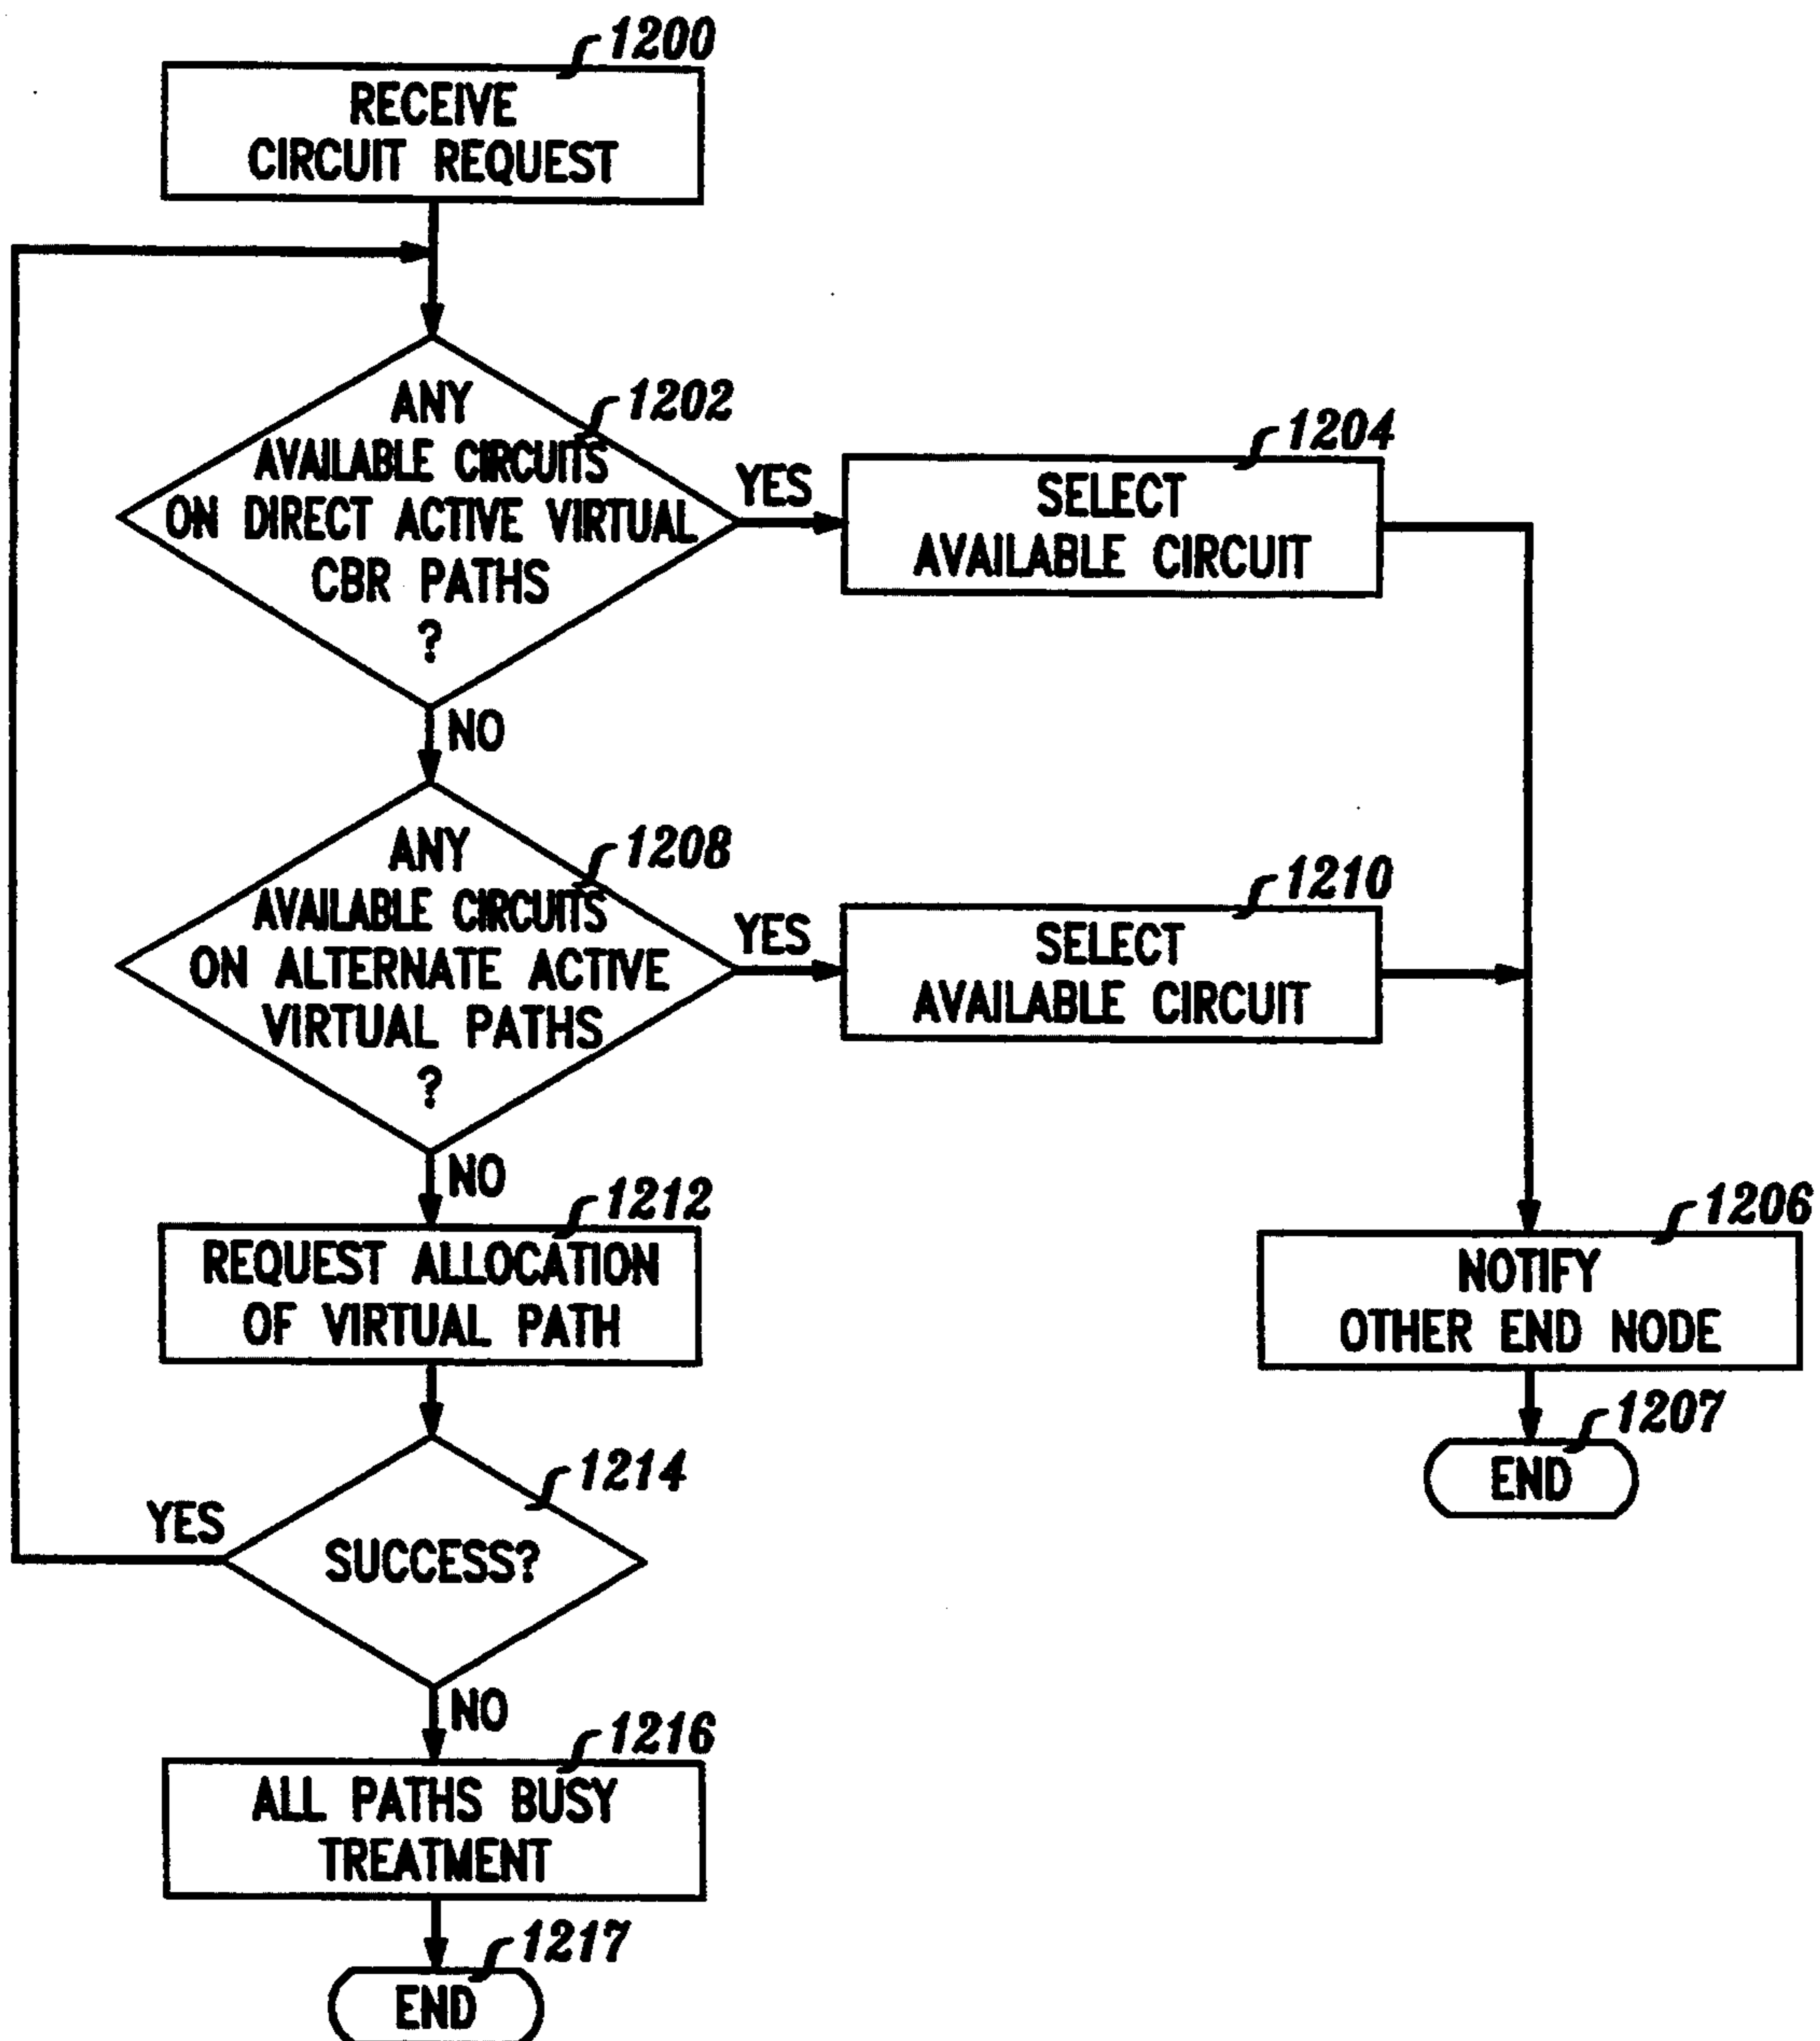 1200
RECEIVE
CIRCUIT REQUEST
1202
ANY
AVAILABLE CIRCUITS
ON DIRECT ACTIVE VIRTUAL
CBR PATHS
?
YES
1204
SELECT
AVAILABLE CIRCUIT
NO
1208
ANY
AVAILABLE CIRCUITS
ON ALTERNATE ACTIVE
VIRTUAL PATHS
?
YES
1210
SELECT
AVAILABLE CIRCUIT
NO
1212
REQUEST ALLOCATION
OF VIRTUAL PATH
1206
NOTIFY
OTHER END NODE
1207
END
1214
SUCCESS?
YES
NO
1216
ALL PATHS BUSY
TREATMENT
1217
END